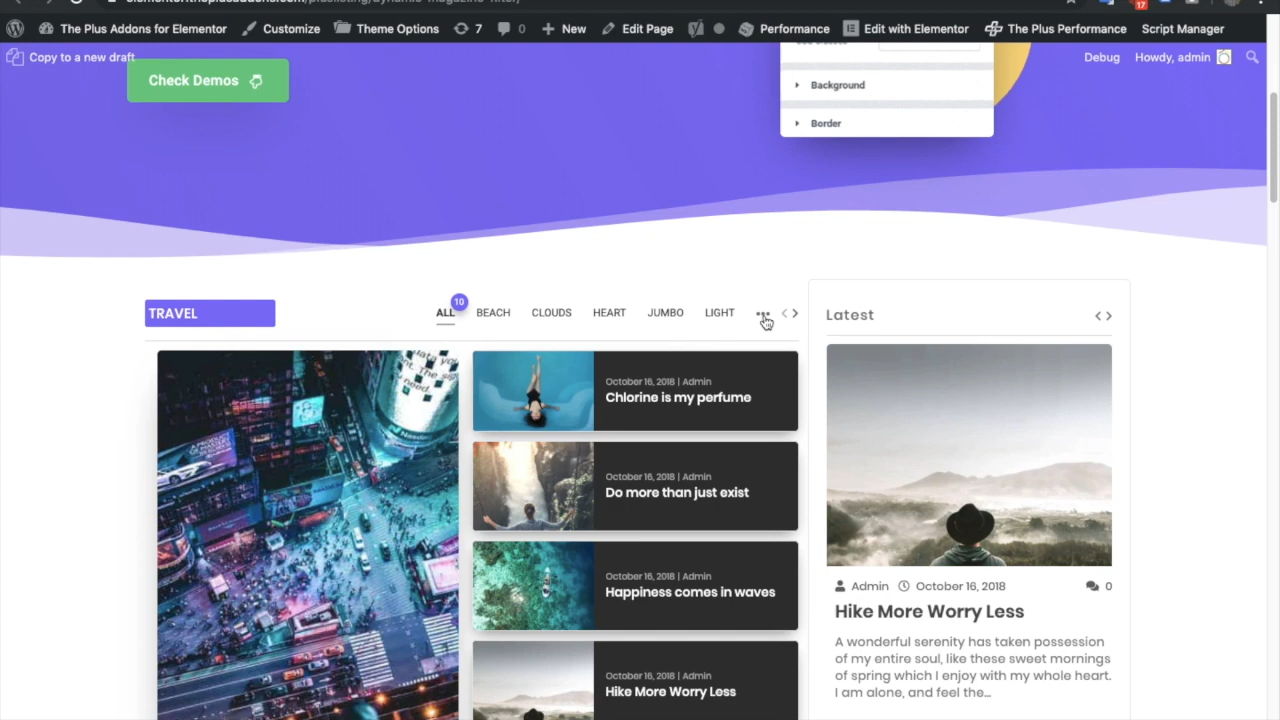 The Plus Addons for Elementor Customize Theme Options 7 0 New Edit Page Performance Edit with Elementor The Plus Performance Script Manager
17
Copy to a new draft
Debug Howdy, admin
Check Demos
Background
Border
TRAVEL
ALL 10 BEACH CLOUDS HEART JUMBO LIGHT
October 16, 2018 | Admin
Chlorine is my perfume
October 16, 2018 | Admin
Do more than just exist
October 16, 2018 | Admin
Happiness comes in waves
October 16, 2018 | Admin
Hike More Worry Less
Latest
Admin October 16, 2018 0
Hike More Worry Less
A wonderful serenity has taken possession
of my entire soul, like these sweet mornings
of spring which I enjoy with my whole heart.
I am alone, and feel the...